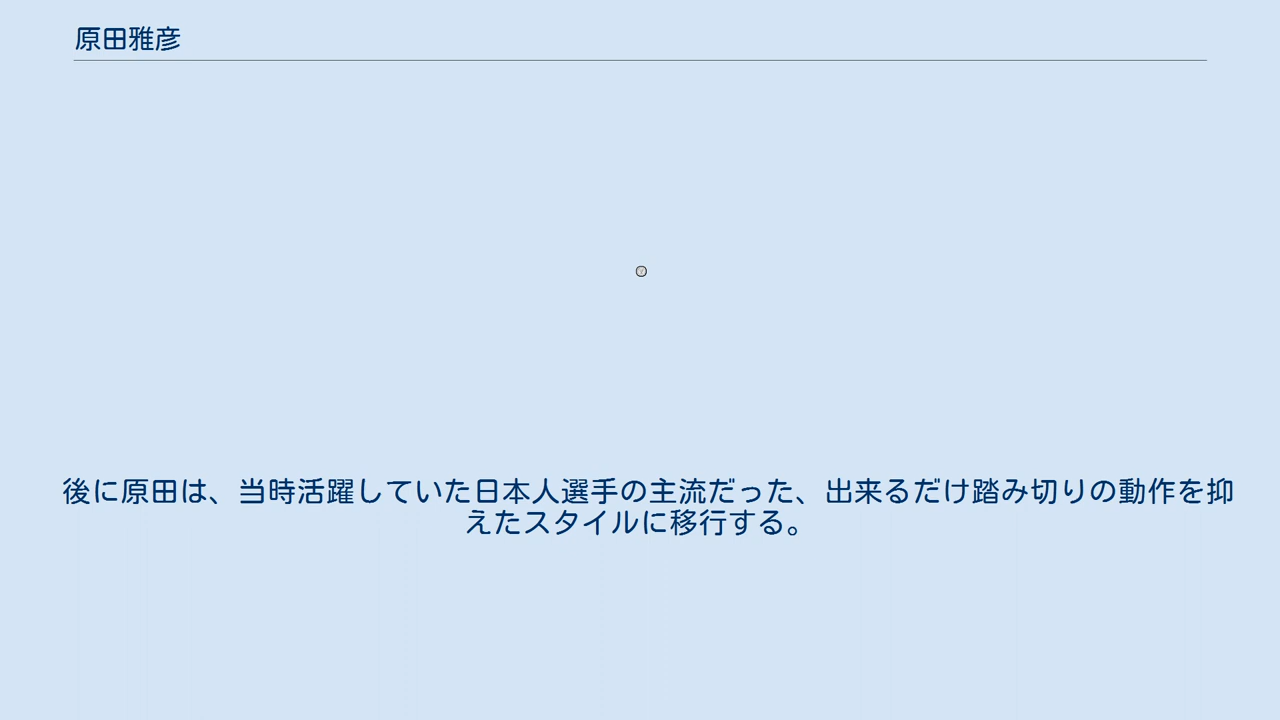 原田雅彦
後に原田は、当時活躍していた日本人選手の主流だった、出来るだけ踏み切りの動作を抑
えたスタイルに移行する。